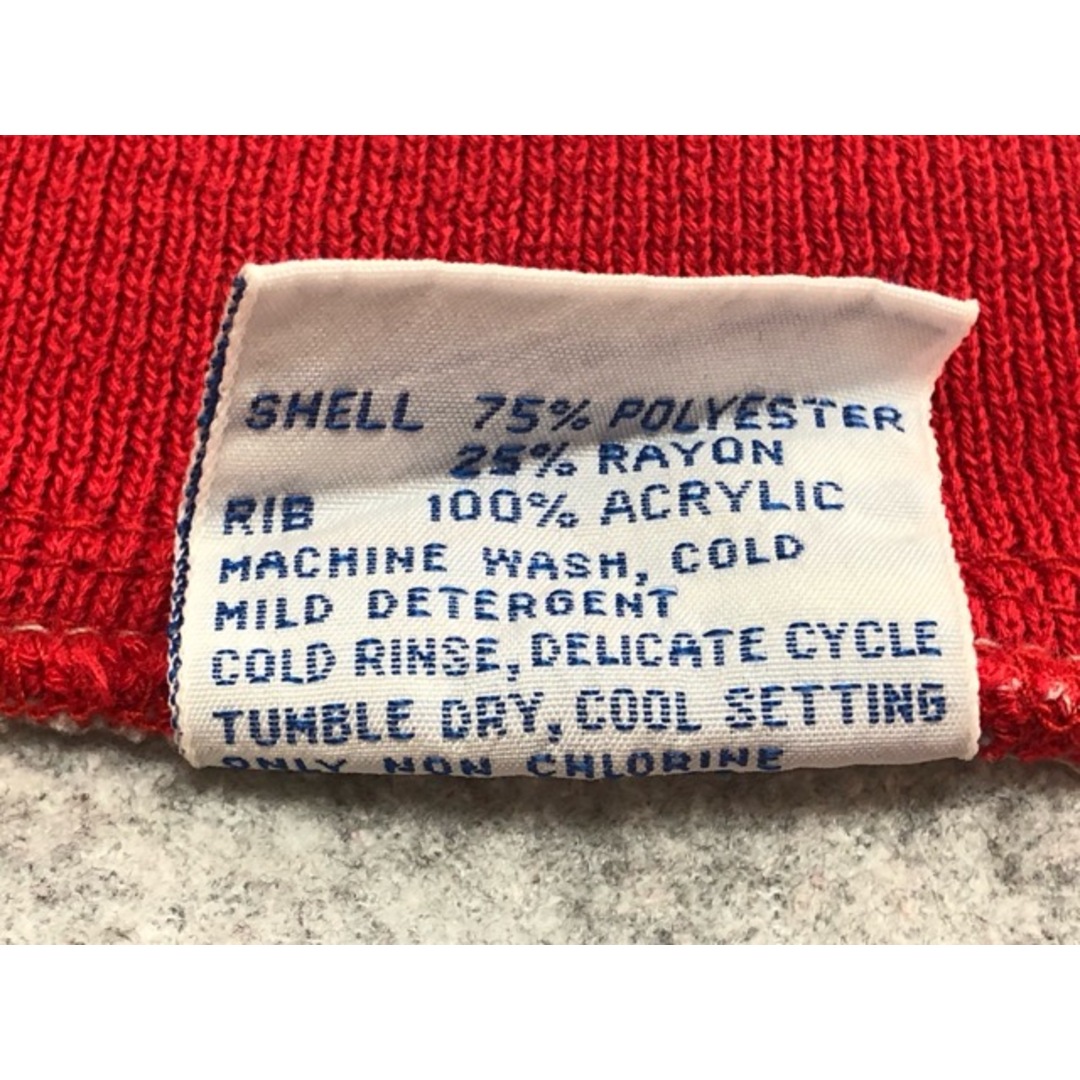 SHELL 75% POLYESTER
25% RAYON
RIB 100% ACRYLIC
MACHINE WASH, COLD
MILD DETERGENT
COLD RINSE, DELICATE CYCLE
TUMBLE DRY, COOL SETTING
ONLY NON CHLORINE